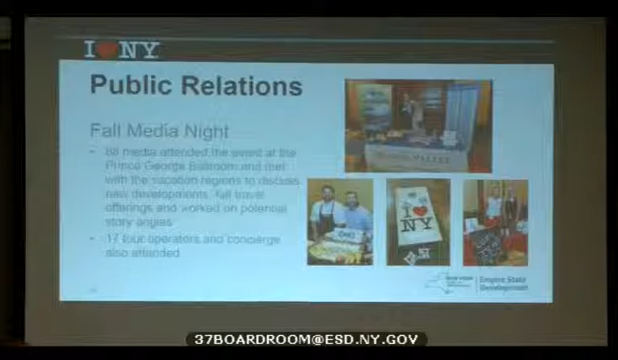 I ❤ NY
Public Relations
Fall Media Night
• 88 media attended the event at the
Prince George Ballroom and met
with the vacation regions to discuss
new developments, fall travel
offerings and worked on potential
story angles
• 17 tour operators and concierge
also attended
VALLEY
I ❤ NY
Empire State
Development
37BOARDROOM@ESD.NY.GOV